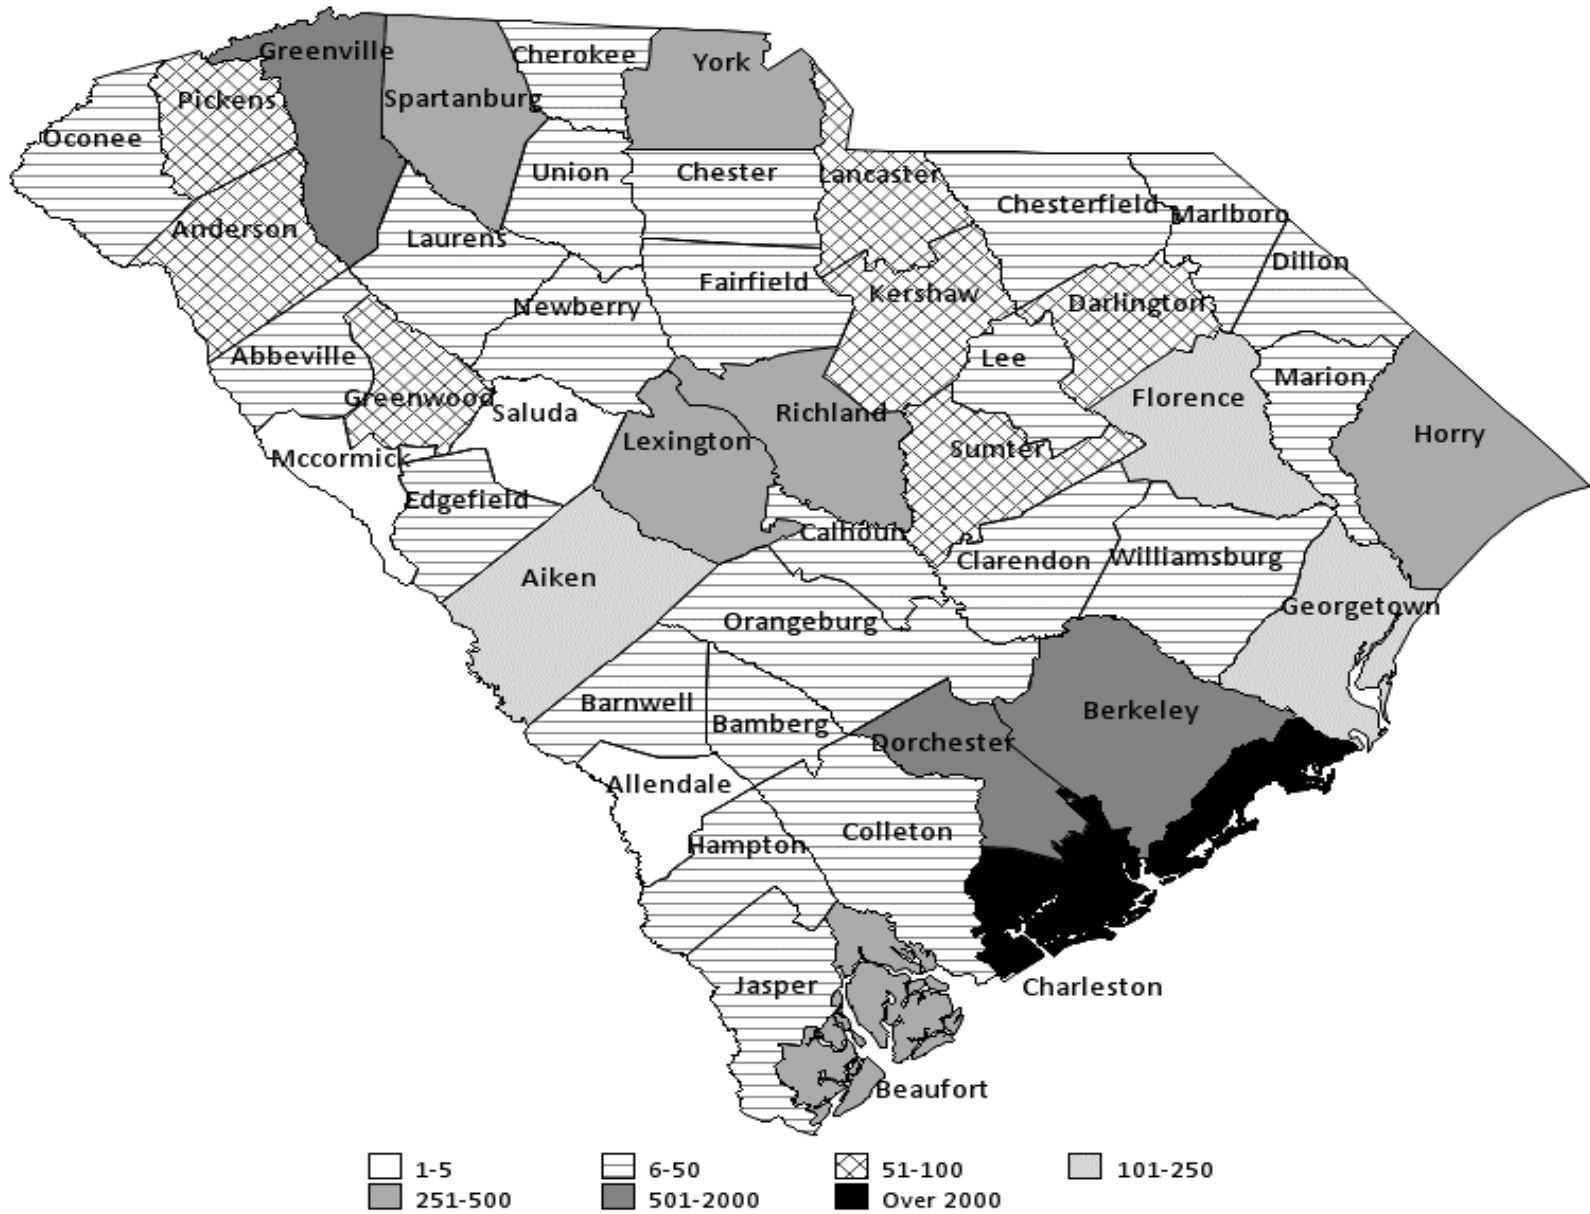 Greenville
Cherokee
York
Pickens
Spartanburg
Oconee
Union
Chester
Lancaster
Chesterfield
Marlboro
Anderson
Laurens
Dillon
Fairfield
Kershaw
Darlington
Newberry
Abbeville
Lee
Marion
Greenwood
Saluda
Richland
Florence
Lexington
Horry
Mccormick
Sumter
Edgefield
Calhoun
Aiken
Clarendon
Williamsburg
Georgetown
Orangeburg
Barnwell
Bamberg
Berkeley
Dorchester
Allendale
Hampton
Colleton
Jasper
Charleston
Beaufort
1-5
6-50
51-100
101-250
251-500
501-2000
Over 2000